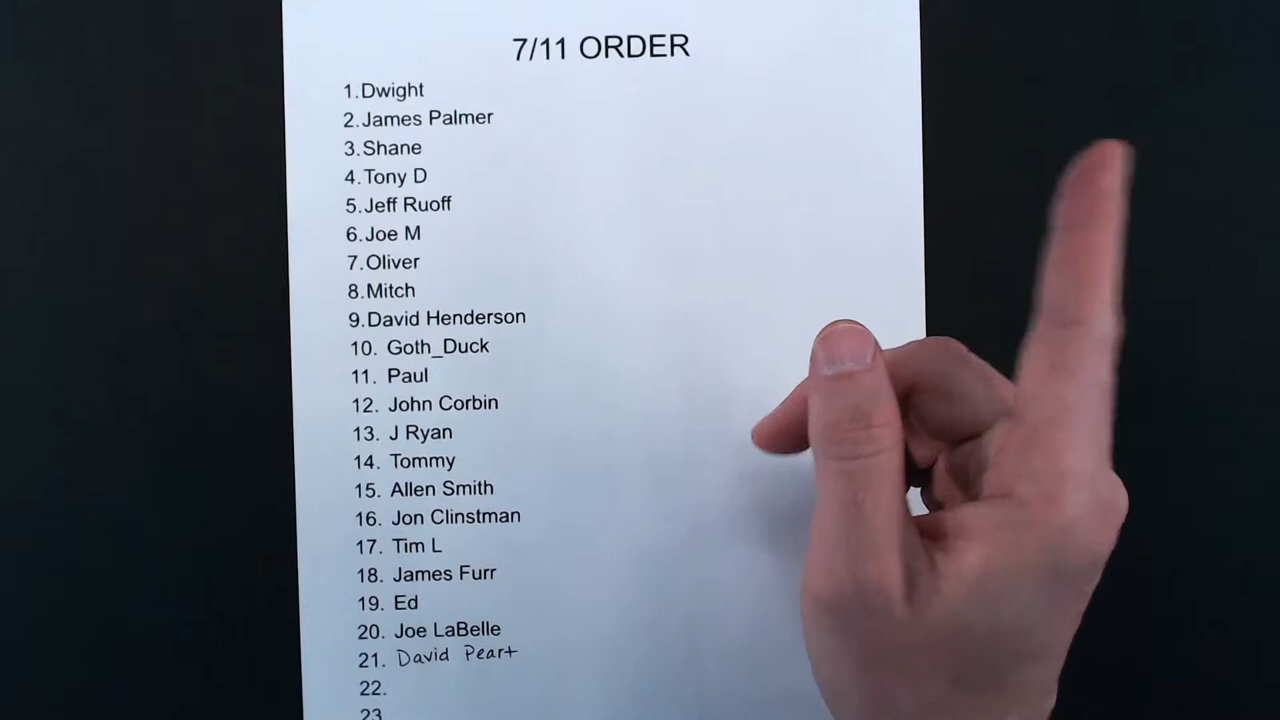 7/11 ORDER
1.Dwight
2.James Palmer
3.Shane
4.Tony D
5.Jeff Ruoff
6.Joe M
7.Oliver
8.Mitch
9.David Henderson
10. Goth_Duck
11. Paul
12. John Corbin
13. J Ryan
14. Tommy
15. Allen Smith
16. Jon Clinstman
17. Tim L
18. James Furr
19. Ed
20. Joe LaBelle
21. David Peart
22.
23